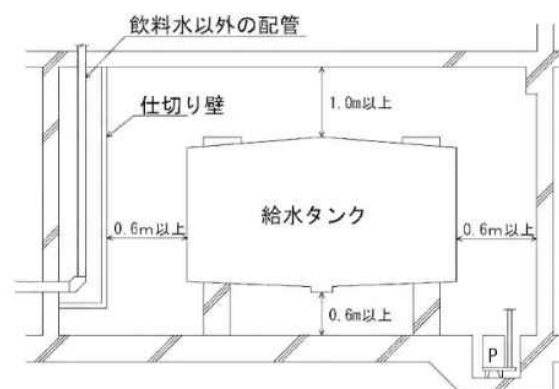 飲料水以外の配管
仕切り壁
1.0m以上
給水タンク
0.6m以上
0.6m以上
0.6m以上
P